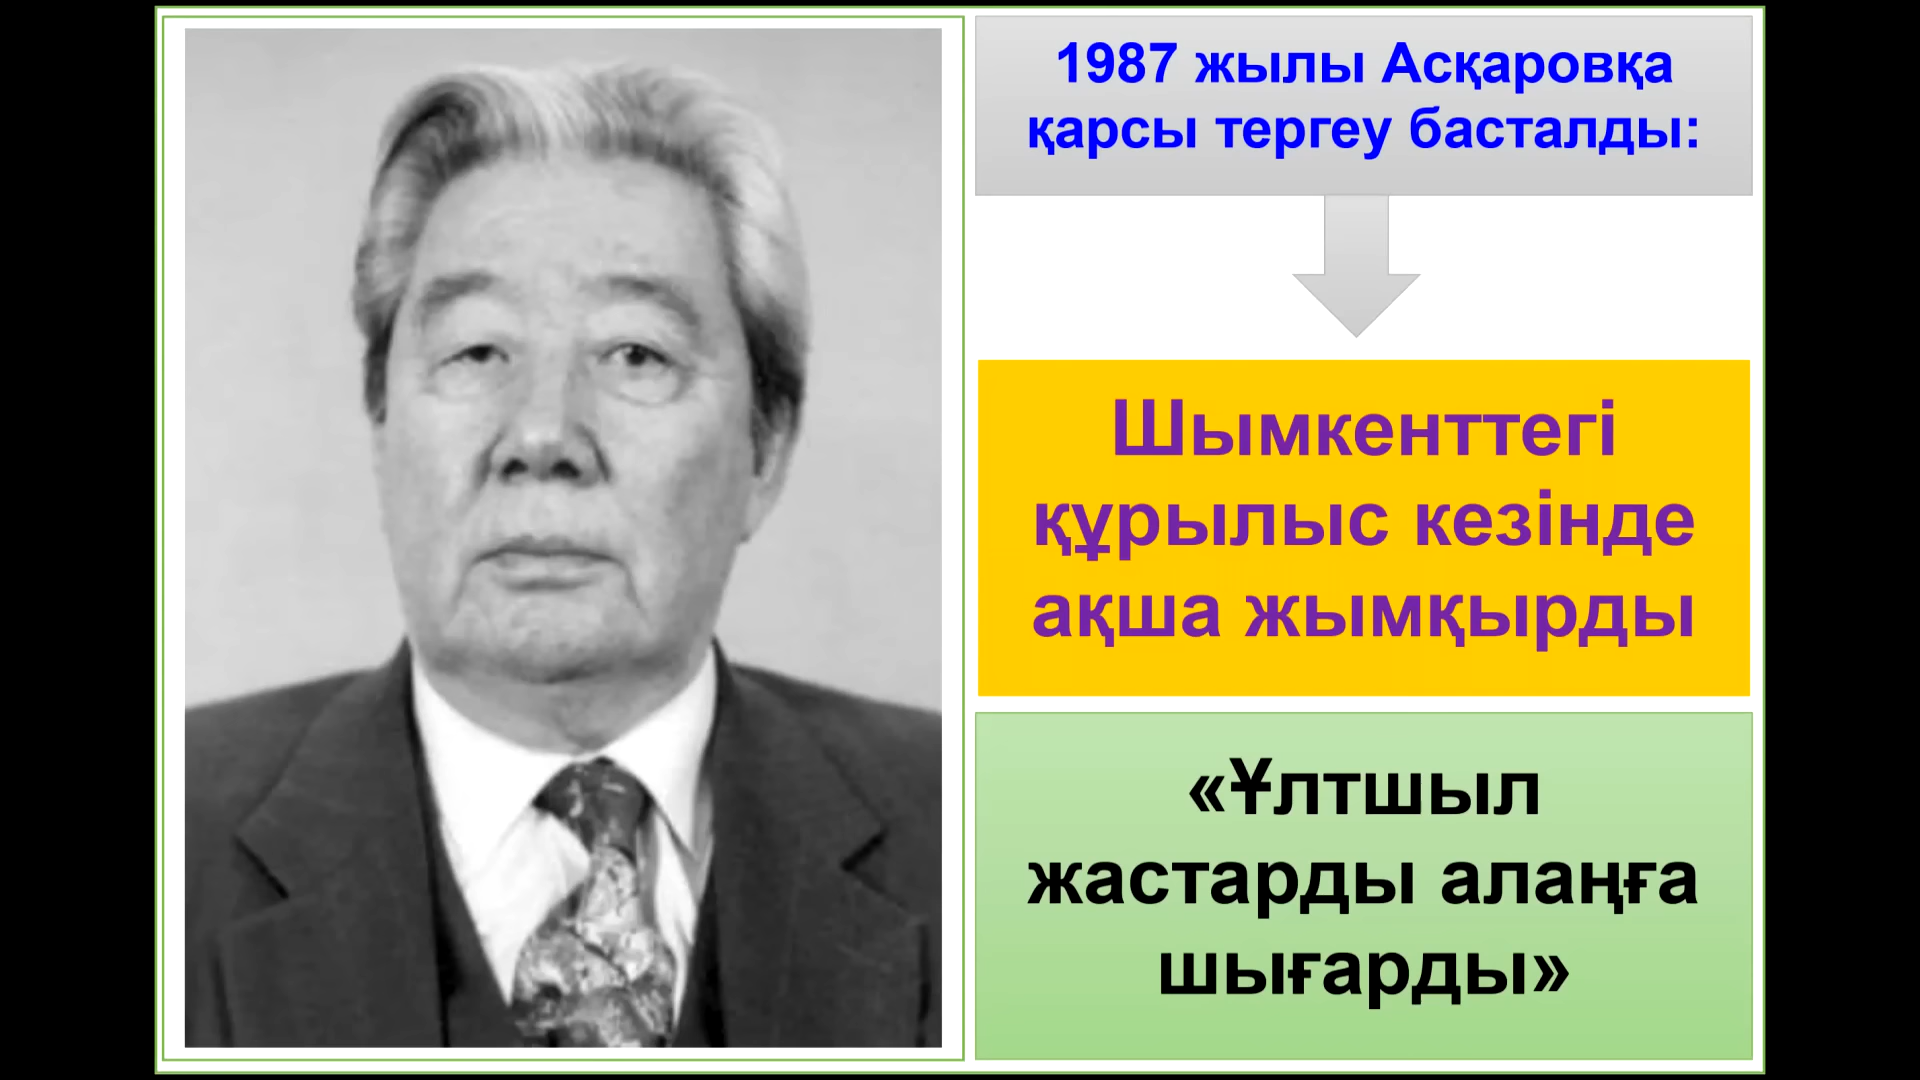 1987 жылы Асқаровқа
қарсы тергеу басталды:
Шымкенттегі
құрылыс кезінде
ақша жымқырды
«Ұлтшыл
жастарды алаңға
шығарды»